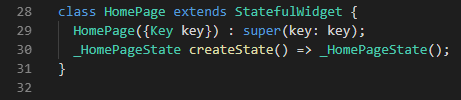 28 class HomePage extends StatefulWidget {
29 HomePage({Key key}) : super(key: key);
30 _HomePageState createState() => _HomePageState();
31 }
32